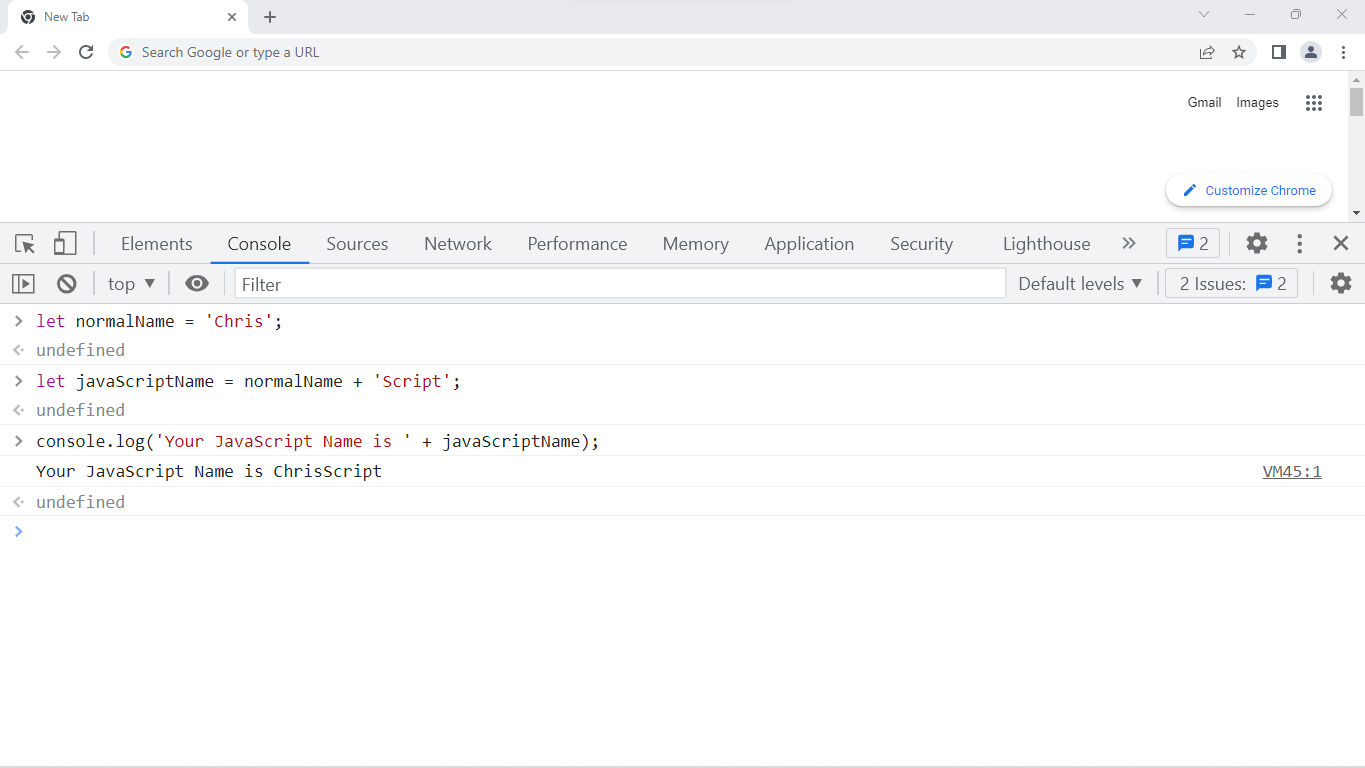 New Tab
Search Google or type a URL
Gmail Images
Customize Chrome
Elements Console Sources Network Performance Memory Application Security Lighthouse 2
top Filter Default levels 2 Issues: 2
let normalName = 'Chris';
undefined
let javaScriptName = normalName + 'Script';
undefined
console.log('Your JavaScript Name is ' + javaScriptName);
Your JavaScript Name is ChrisScript VM45:1
undefined